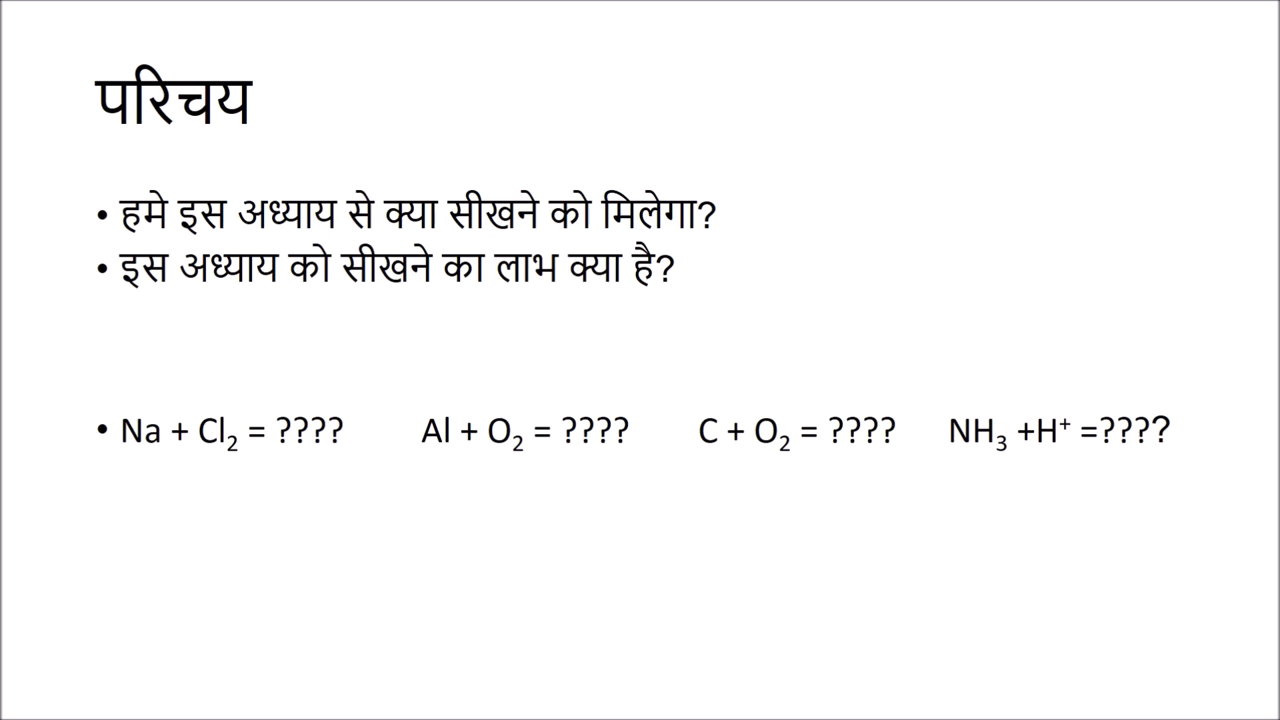 परिचय
• हमे इस अध्याय से क्या सीखने को मिलेगा?
• इस अध्याय को सीखने का लाभ क्या है?
• Na + Cl₂ = ???? Al + O₂ = ???? C + O₂ = ???? NH₃ +H⁺ =????